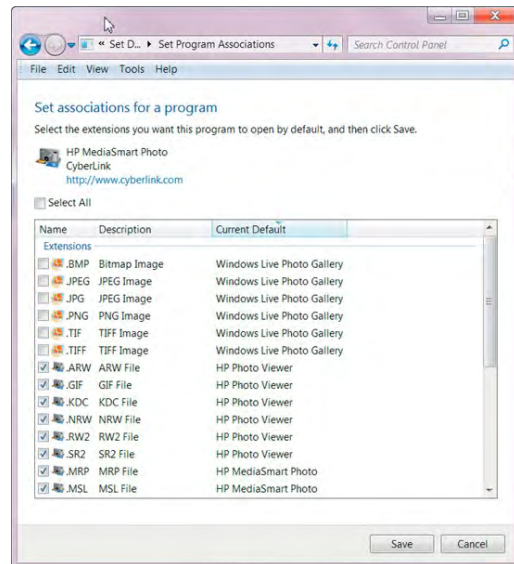 « Set D... ▸ Set Program Associations
Search Control Panel
File Edit View Tools Help
Set associations for a program
Select the extensions you want this program to open by default, and then click Save.
HP MediaSmart Photo
CyberLink
http://www.cyberlink.com
Select All
Name Description Current Default
Extensions
.BMP Bitmap Image Windows Live Photo Gallery
.JPEG JPEG Image Windows Live Photo Gallery
.JPG JPEG Image Windows Live Photo Gallery
.PNG PNG Image Windows Live Photo Gallery
.TIF TIFF Image Windows Live Photo Gallery
.TIFF TIFF Image Windows Live Photo Gallery
.ARW ARW File HP Photo Viewer
.GIF GIF File HP Photo Viewer
.KDC KDC File HP Photo Viewer
.NRW NRW File HP Photo Viewer
.RW2 RW2 File HP Photo Viewer
.SR2 SR2 File HP Photo Viewer
.MRP MRP File HP MediaSmart Photo
.MSL MSL File HP MediaSmart Photo
Save Cancel